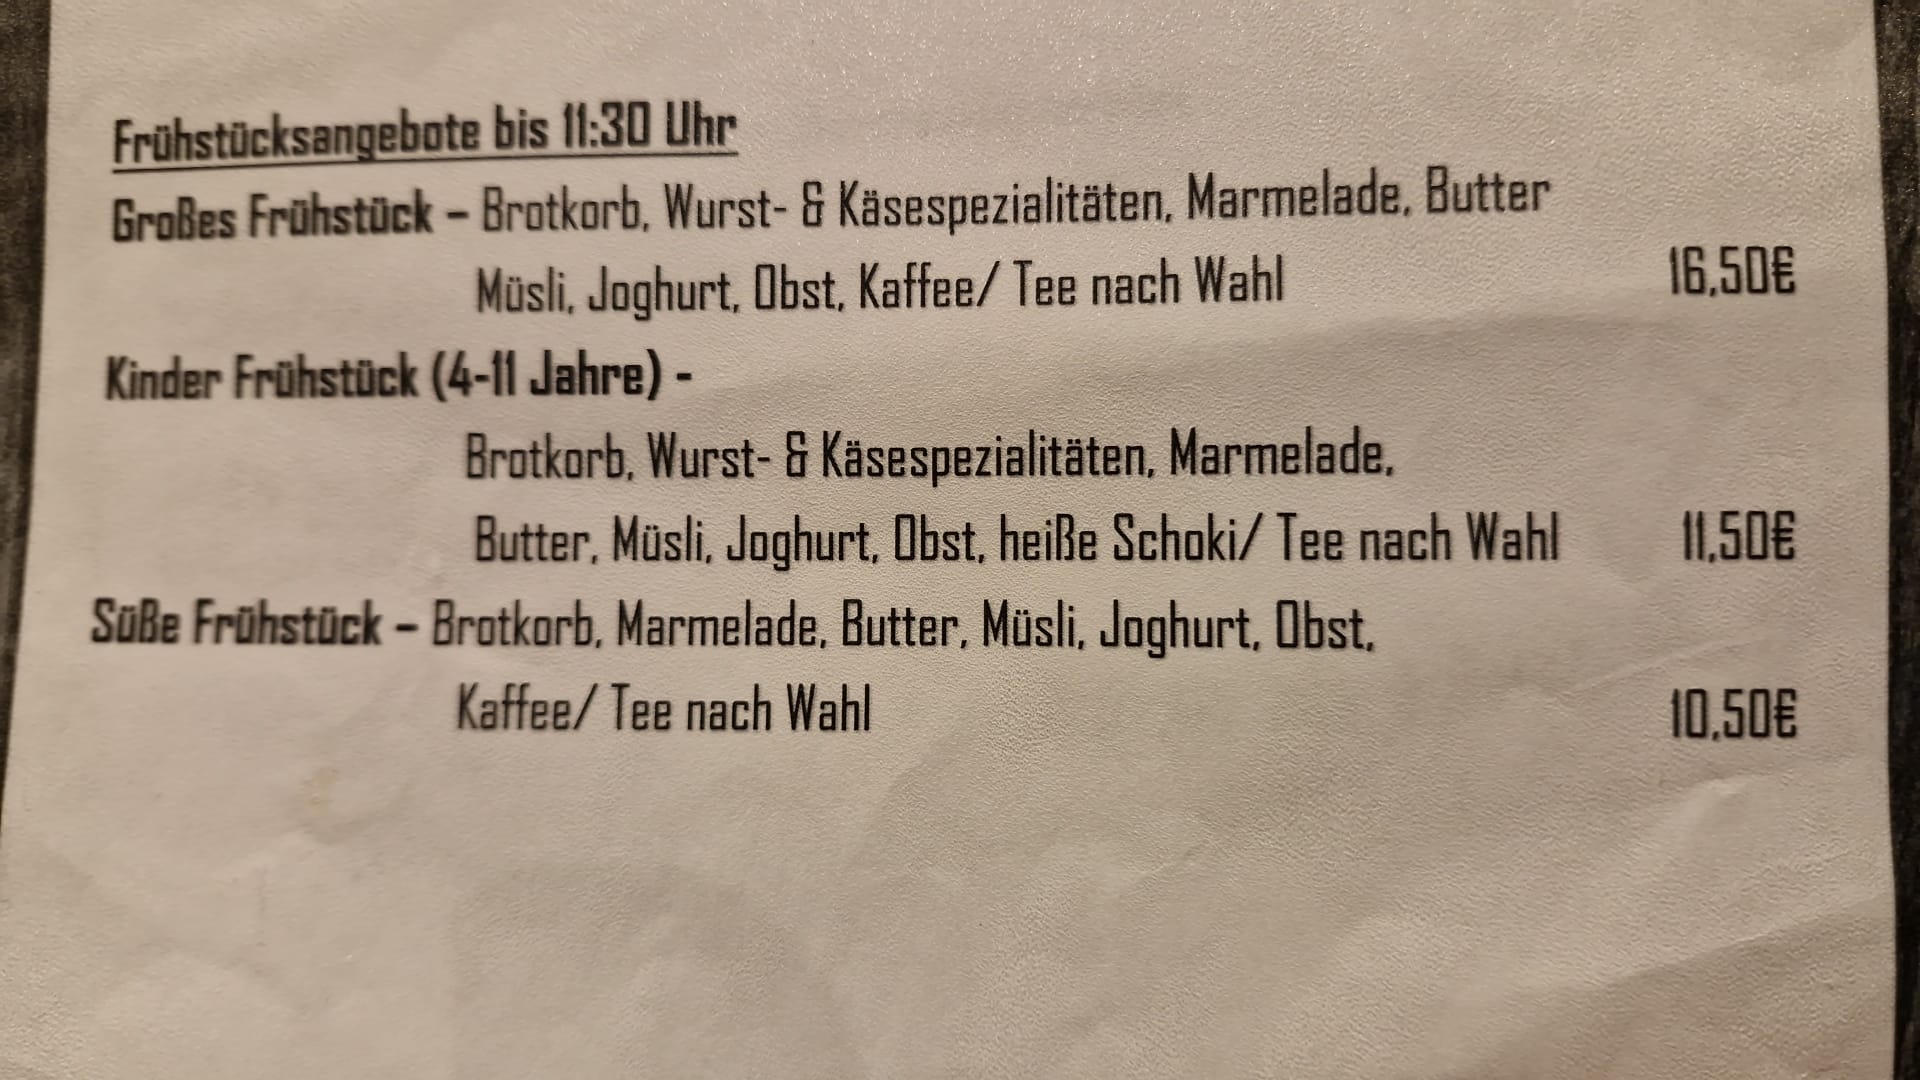 Frühstücksangebote bis 11:30 Uhr
Großes Frühstück – Brotkorb, Wurst- & Käsespezialitäten, Marmelade, Butter
Müsli, Joghurt, Obst, Kaffee/ Tee nach Wahl 16,50€
Kinder Frühstück (4-11 Jahre) -
Brotkorb, Wurst- & Käsespezialitäten, Marmelade,
Butter, Müsli, Joghurt, Obst, heiße Schoki/ Tee nach Wahl 11,50€
Süße Frühstück – Brotkorb, Marmelade, Butter, Müsli, Joghurt, Obst,
Kaffee/ Tee nach Wahl 10,50€